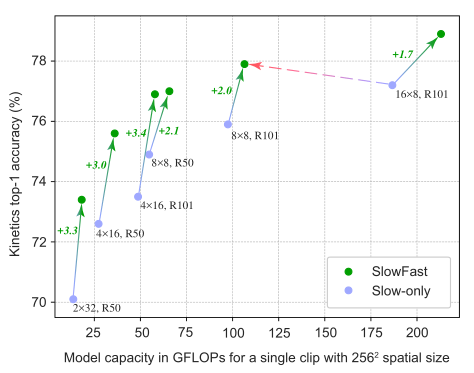 Kinetics top-1 accuracy (%)
78
76
74
72
70
+1.7
16×8, R101
+2.0
8×8, R101
+3.4
+2.1
8×8, R50
+3.0
4×16, R101
4×16, R50
+3.3
2×32, R50
SlowFast
Slow-only
25 50 75 100 125 150 175 200
Model capacity in GFLOPs for a single clip with 256² spatial size